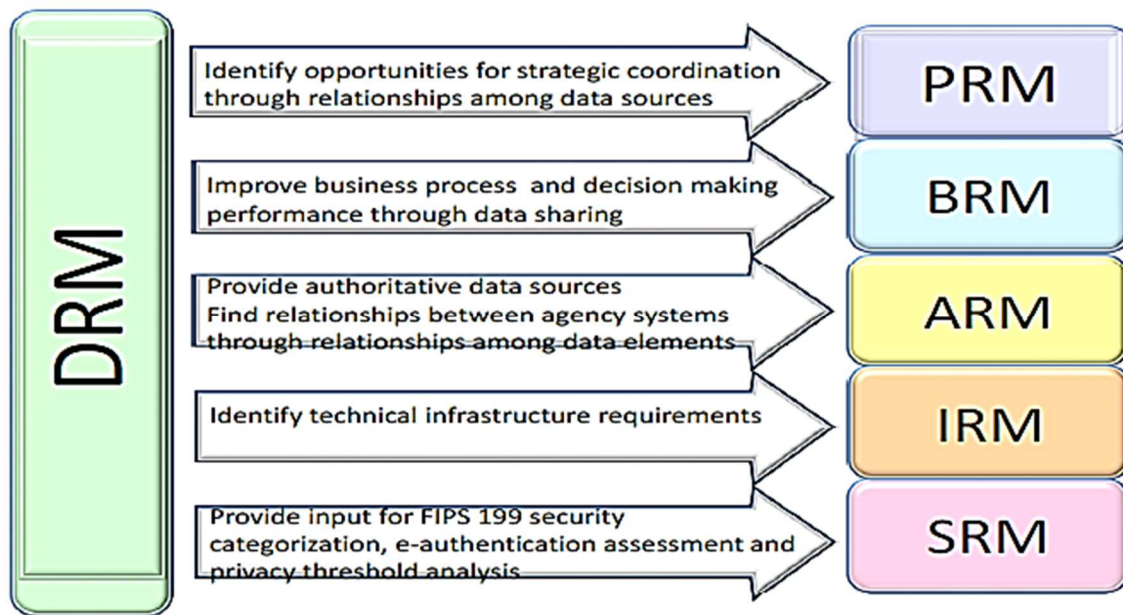 DRM
Identify opportunities for strategic coordination
through relationships among data sources
PRM
Improve business process and decision making
performance through data sharing
BRM
Provide authoritative data sources
Find relationships between agency systems
through relationships among data elements
ARM
Identify technical infrastructure requirements
IRM
Provide input for FIPS 199 security
categorization, e-authentication assessment and
privacy threshold analysis
SRM